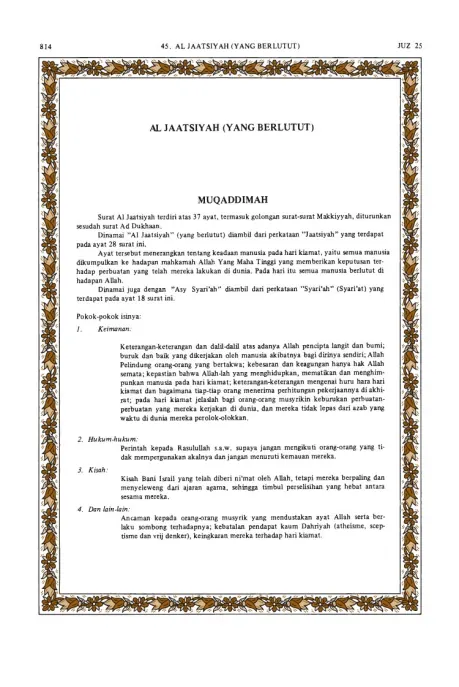 814 45. AL JAATSIYAH (YANG BERLUTUT) JUZ 25
AL JAATSIYAH (YANG BERLUTUT)
MUQADDIMAH
Surat Al Jaatsiyah terdiri atas 37 ayat, termasuk golongan surat-surat Makkiyyah, diturunkan
sesudah surat Ad Dukhaan.
Dinamai "Al Jaatsiyah" (yang berlutut) diambil dari perkataan "Jaatsiyah" yang terdapat
pada ayat 28 surat ini.
Ayat tersebut menerangkan tentang keadaan manusia pada hari kiamat, yaitu semua manusia
dikumpulkan ke hadapan mahkamah Allah Yang Maha Tinggi yang memberikan keputusan ter-
hadap perbuatan yang telah mereka lakukan di dunia. Pada hari itu semua manusia berlutut di
hadapan Allah.
Dinamai juga dengan "Asy Syari'ah" diambil dari perkataan "Syari'ah" (Syari'at) yang
terdapat pada ayat 18 surat ini.
Pokok-pokok isinya:
1. Keimanan:
Keterangan-keterangan dan dalil-dalil atas adanya Allah pencipta langit dan bumi;
buruk dan baik yang dikerjakan oleh manusia akibatnya bagi dirinya sendiri; Allah
Pelindung orang-orang yang bertakwa; kebesaran dan keagungan hanya hak Allah
semata; kepastian bahwa Allah-lah yang menghidupkan, mematikan dan menghim-
punkan manusia pada hari kiamat; keterangan-keterangan mengenai huru hara hari
kiamat dan bagaimana tiap-tiap orang menerima perhitungan pekerjaannya di akhi-
rat; pada hari kiamat jelaslah bagi orang-orang musyrikin keburukan perbuatan-
perbuatan yang mereka kerjakan di dunia, dan mereka tidak lepas dari azab yang
waktu di dunia mereka perolok-olokkan.
2. Hukum-hukum:
Perintah kepada Rasulullah s.a.w. supaya jangan mengikuti orang-orang yang ti-
dak mempergunakan akalnya dan jangan menuruti kemauan mereka.
3. Kisah:
Kisah Bani Israil yang telah diberi ni'mat oleh Allah, tetapi mereka berpaling dan
menyeleweng dari ajaran agama, sehingga timbul perselisihan yang hebat antara
sesama mereka.
4. Dan lain-lain:
Ancaman kepada orang-orang musyrik yang mendustakan ayat Allah serta ber-
laku sombong terhadapnya; kebatalan pendapat kaum Dahriyah (atheisme, scep-
tisme dan vrij denker), keingkaran mereka terhadap hari kiamat.